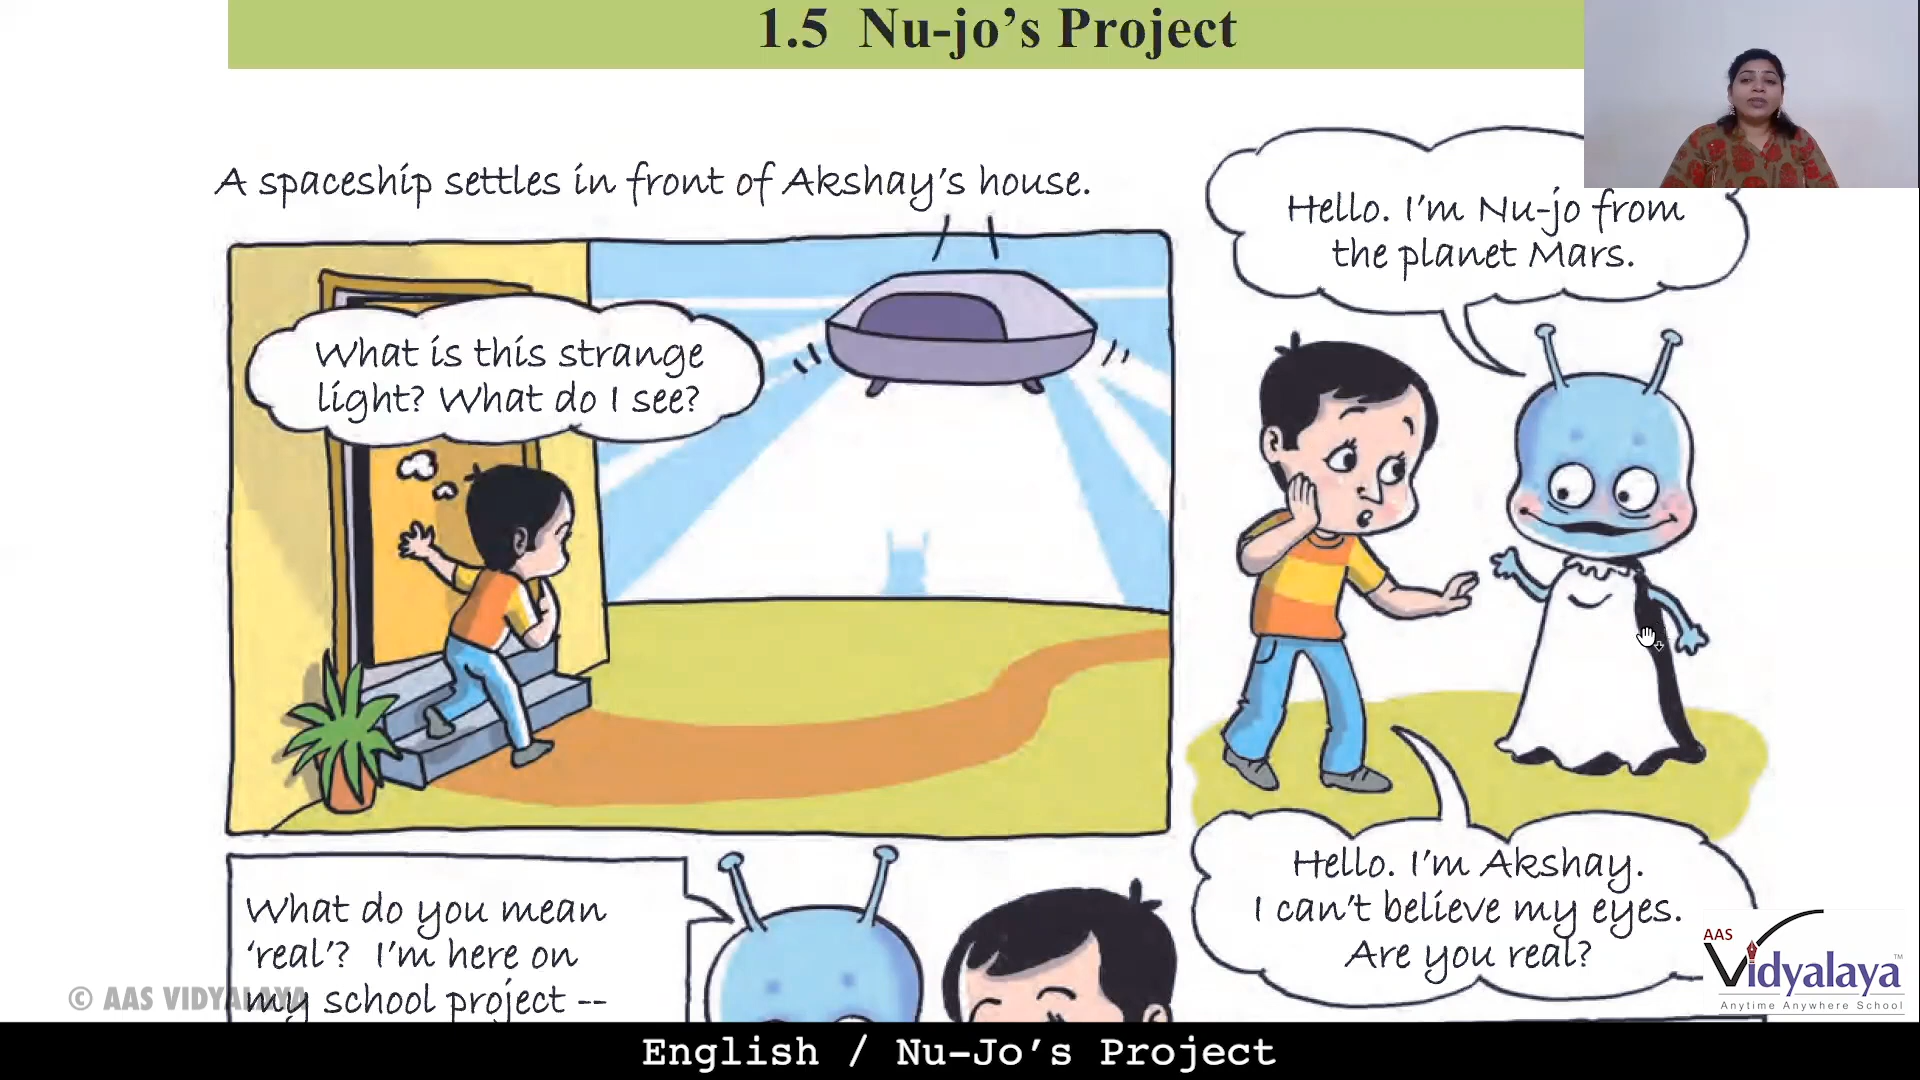 1.5 Nu-jo's Project
A spaceship settles in front of Akshay's house.
What is this strange
light? What do I see?
Hello. I'm Nu-jo from
the planet Mars.
Hello. I'm Akshay.
I can't believe my eyes.
Are you real?
What do you mean
'real'? I'm here on
my school project --
© AAS VIDYALAYA
AAS
Vidyalaya™
Anytime Anywhere School
English / Nu-Jo's Project